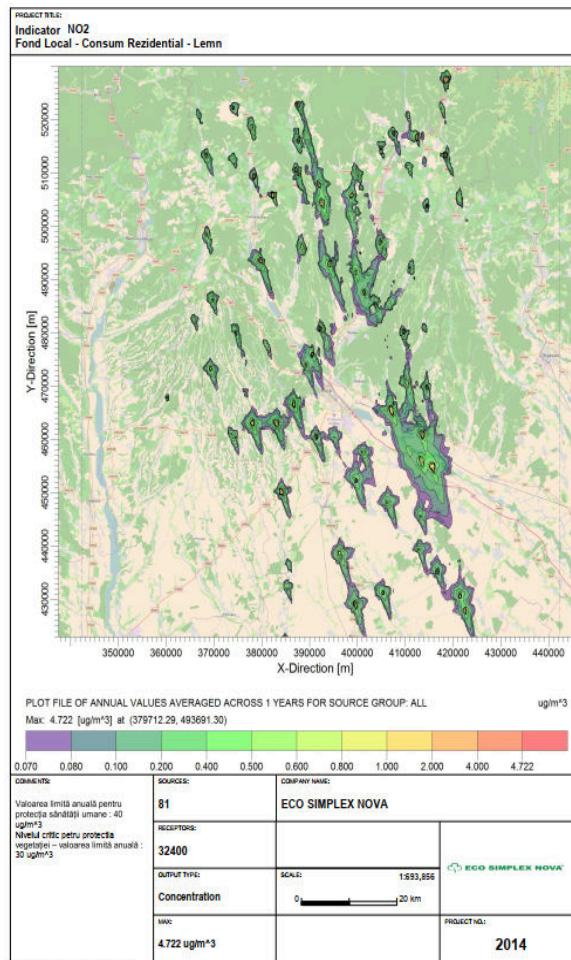 PROJECT TITLE:
Indicator NO2
Fond Local - Consum Rezidential - Lemn
Y-Direction [m]
520000
510000
500000
490000
480000
470000
460000
450000
440000
430000
350000 360000 370000 380000 390000 400000 410000 420000 430000 440000
X-Direction [m]
PLOT FILE OF ANNUAL VALUES AVERAGED ACROSS 1 YEARS FOR SOURCE GROUP: ALL
ug/m^3
Max: 4.722 [ug/m^3] at (379712.29, 493691.30)
0.070 0.080 0.100 0.200 0.400 0.500 0.600 0.800 1.000 2.000 4.000 4.722
COMMENTS:
Valoarea limită anuală pentru
protecția sănătății umane : 40
ug/m^3
Nivelul critic petru protectia
vegetației – valoarea limită anuală :
30 ug/m^3
SOURCES:
81
COMPANY NAME:
ECO SIMPLEX NOVA
RECEPTORS:
32400
OUTPUT TYPE:
Concentration
SCALE:
1:693,856
0 20 km
ECO SIMPLEX NOVA
MAX:
4.722 ug/m^3
PROJECT NO.:
2014